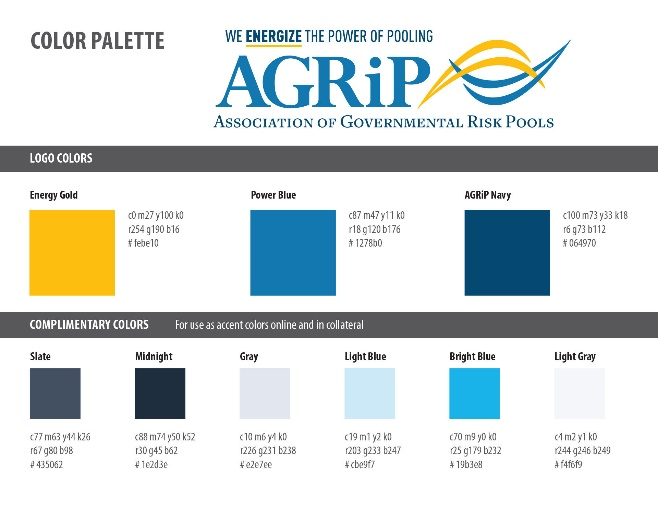 COLOR PALETTE
WE ENERGIZE THE POWER OF POOLING
AGRiP
ASSOCIATION OF GOVERNMENTAL RISK POOLS
LOGO COLORS
Energy Gold
c0 m27 y100 k0
r254 g190 b16
# febe10
Power Blue
c87 m47 y11 k0
r18 g120 b176
# 1278b0
AGRiP Navy
c100 m73 y33 k18
r6 g73 b112
# 064970
COMPLIMENTARY COLORS For use as accent colors online and in collateral
Slate
c77 m63 y44 k26
r67 g80 b98
# 435062
Midnight
c88 m74 y50 k52
r30 g45 b62
# 1e2d3e
Gray
c10 m6 y4 k0
r226 g231 b238
# e2e7ee
Light Blue
c19 m1 y2 k0
r203 g233 b247
# cbe9f7
Bright Blue
c70 m9 y0 k0
r25 g179 b232
# 19b3e8
Light Gray
c4 m2 y1 k0
r244 g246 b249
# f4f6f9